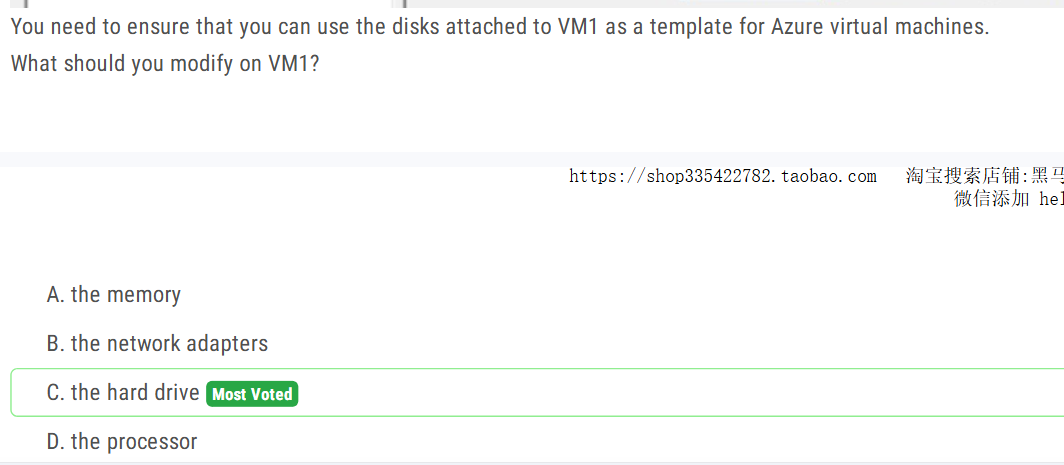 You need to ensure that you can use the disks attached to VM1 as a template for Azure virtual machines.
What should you modify on VM1?
https://shop335422782.taobao.com 淘宝搜索店铺:黑马
微信添加 hel
A. the memory
B. the network adapters
C. the hard drive Most Voted
D. the processor